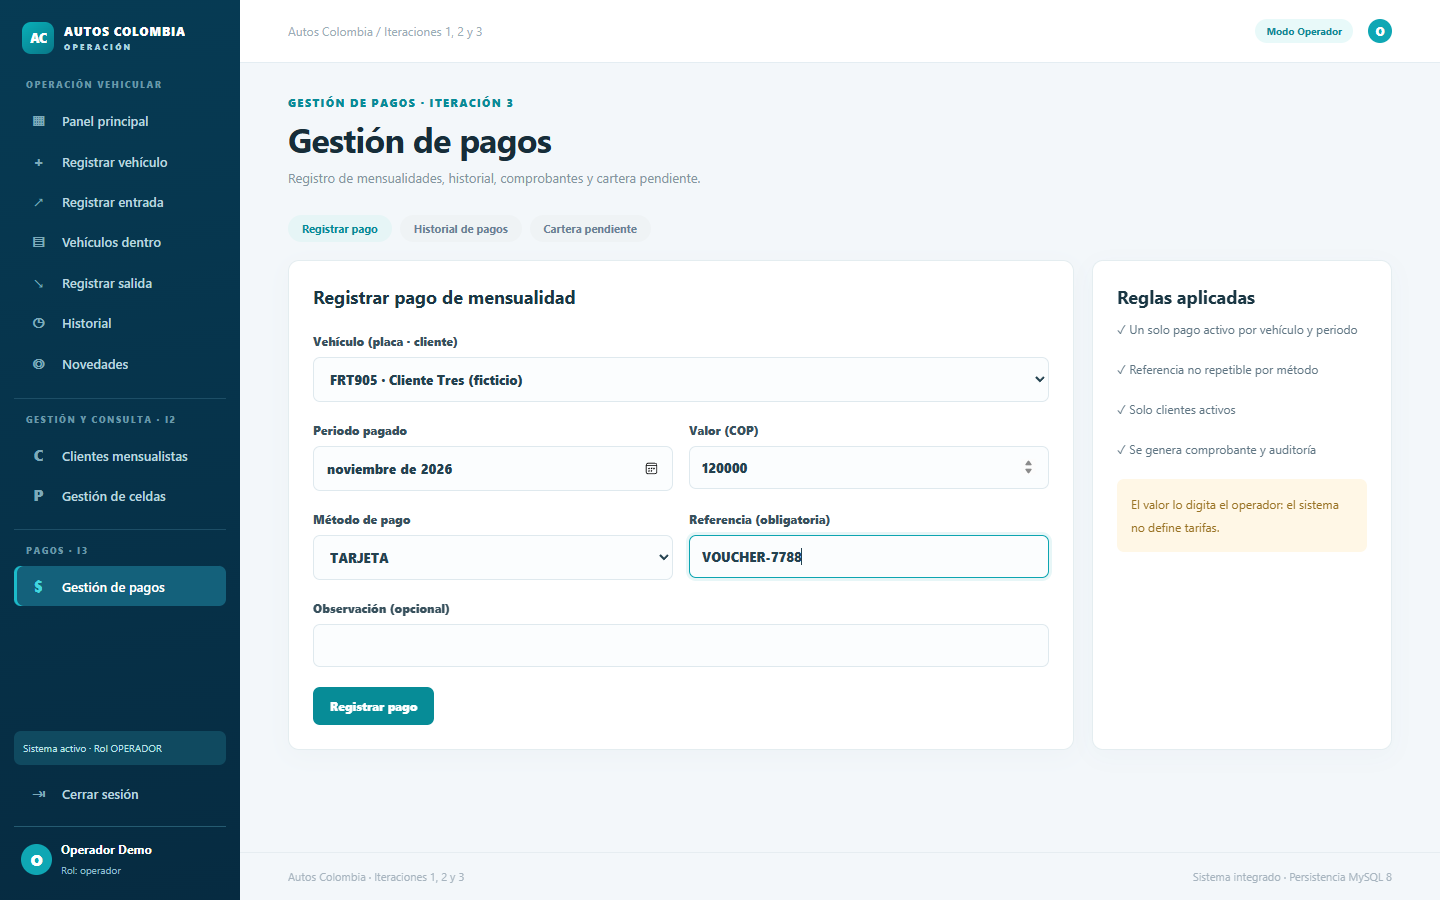 AC
AUTOS COLOMBIA
OPERACIÓN
OPERACIÓN VEHICULAR
Panel principal
+ Registrar vehículo
↗ Registrar entrada
Vehículos dentro
↘ Registrar salida
Historial
Novedades
GESTIÓN Y CONSULTA · I2
C Clientes mensualistas
P Gestión de celdas
PAGOS · I3
$ Gestión de pagos
Sistema activo · Rol OPERADOR
Cerrar sesión
O
Operador Demo
Rol: operador
Autos Colombia / Iteraciones 1, 2 y 3
Modo Operador
O
GESTIÓN DE PAGOS · ITERACIÓN 3
Gestión de pagos
Registro de mensualidades, historial, comprobantes y cartera pendiente.
Registrar pago
Historial de pagos
Cartera pendiente
Registrar pago de mensualidad
Vehículo (placa · cliente)
FRT905 · Cliente Tres (ficticio)
Periodo pagado
Valor (COP)
noviembre de 2026
120000
Método de pago
Referencia (obligatoria)
TARJETA
VOUCHER-7788
Observación (opcional)
Registrar pago
Reglas aplicadas
✓ Un solo pago activo por vehículo y periodo
✓ Referencia no repetible por método
✓ Solo clientes activos
✓ Se genera comprobante y auditoría
El valor lo digita el operador: el sistema
no define tarifas.
Autos Colombia · Iteraciones 1, 2 y 3
Sistema integrado · Persistencia MySQL 8